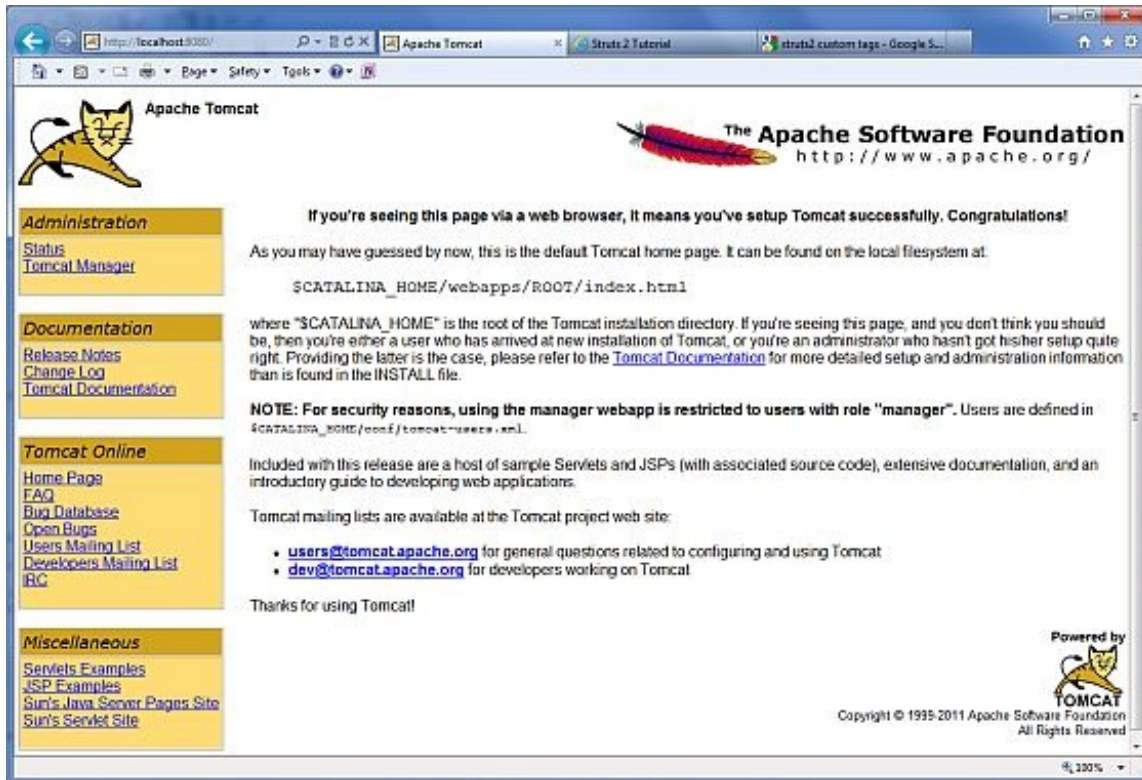 http://localhost:8080/
Apache Tomcat
Struts 2 Tutorial
struts2 custom tags - Google S...
Page
Safety
Tools
Apache Tomcat
The Apache Software Foundation
http://www.apache.org/
Administration
Status
Tomcat Manager
Documentation
Release Notes
Change Log
Tomcat Documentation
Tomcat Online
Home Page
FAQ
Bug Database
Open Bugs
Users Mailing List
Developers Mailing List
IRC
Miscellaneous
Servlets Examples
JSP Examples
Sun's Java Server Pages Site
Sun's Servlet Site
If you're seeing this page via a web browser, it means you've setup Tomcat successfully. Congratulations!
As you may have guessed by now, this is the default Tomcat home page. It can be found on the local filesystem at:
$CATALINA_HOME/webapps/ROOT/index.html
where "$CATALINA_HOME" is the root of the Tomcat installation directory. If you're seeing this page, and you don't think you should
be, then you're either a user who has arrived at new installation of Tomcat, or you're an administrator who hasn't got his/her setup quite
right. Providing the latter is the case, please refer to the Tomcat Documentation for more detailed setup and administration information
than is found in the INSTALL file.
NOTE: For security reasons, using the manager webapp is restricted to users with role "manager". Users are defined in
$CATALINA_HOME/conf/tomcat-users.xml.
Included with this release are a host of sample Servlets and JSPs (with associated source code), extensive documentation, and an
introductory guide to developing web applications.
Tomcat mailing lists are available at the Tomcat project web site:
• users@tomcat.apache.org for general questions related to configuring and using Tomcat
• dev@tomcat.apache.org for developers working on Tomcat
Thanks for using Tomcat!
Powered by
TOMCAT
Copyright © 1999-2011 Apache Software Foundation
All Rights Reserved
100%